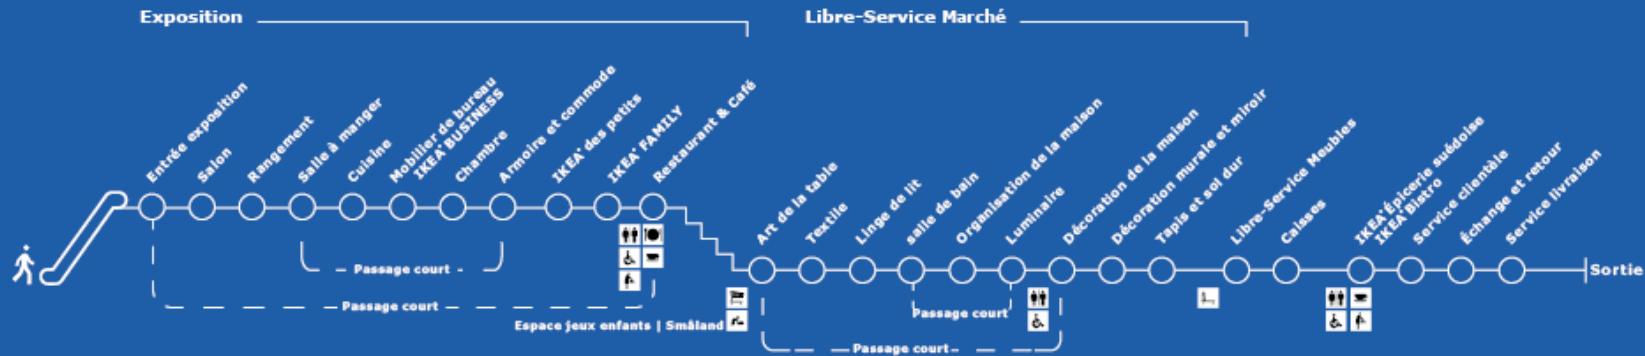 Exposition
Libre-Service Marché
Entrée exposition
Salon
Rangement
Salle à manger
Cuisine
Mobilier de bureau
IKEA BUSINESS
Chambre
Armoire et commode
IKEA des petits
IKEA FAMILY
Restaurant & Café
Art de la table
Textile
Linge de lit
salle de bain
Organisation de la maison
Luminaire
Décoration de la maison
Décoration murale et miroir
Tapis et sol dur
Libre-Service Meubles
Caisses
IKEA Épicerie suédoise
IKEA Bistro
Service clientèle
Échange et retour
Service livraison
Sortie
Passage court
Passage court
Espace jeux enfants | Småland
Passage court
Passage court